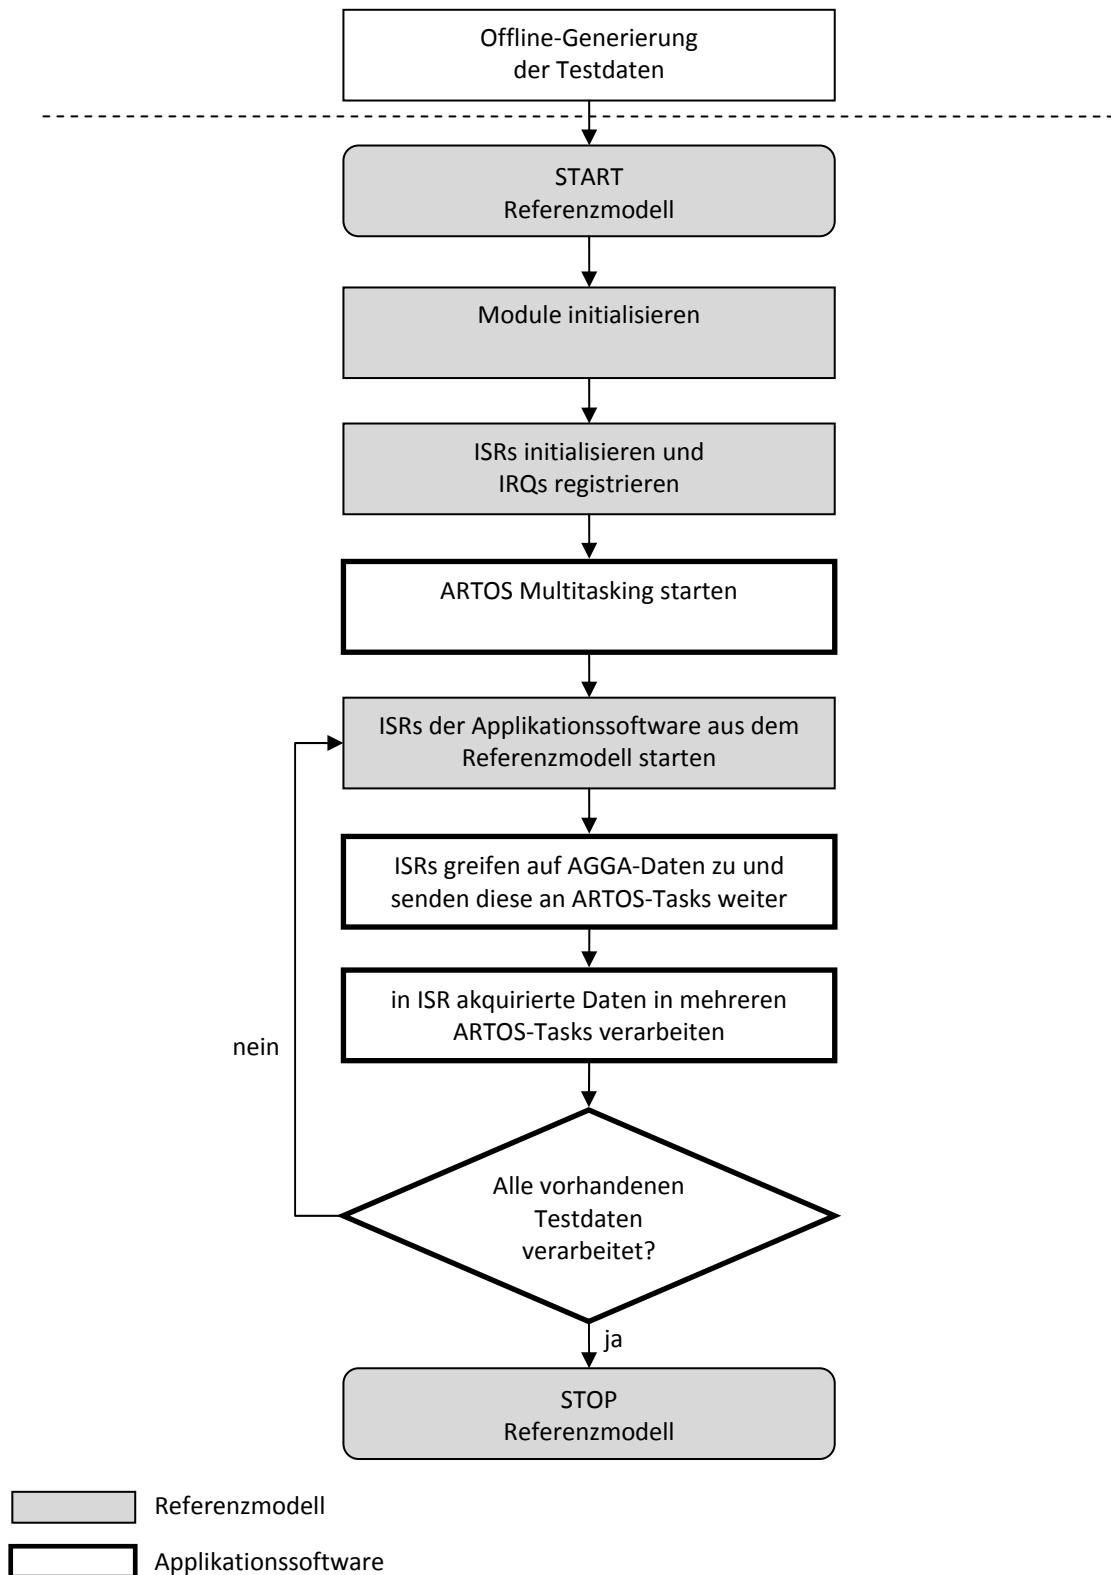 Offline-Generierung
der Testdaten
START
Referenzmodell
Module initialisieren
ISRs initialisieren und
IRQs registrieren
ARTOS Multitasking starten
ISRs der Applikationssoftware aus dem
Referenzmodell starten
ISRs greifen auf AGGA-Daten zu und
senden diese an ARTOS-Tasks weiter
in ISR akquirierte Daten in mehreren
ARTOS-Tasks verarbeiten
nein
Alle vorhandenen
Testdaten
verarbeitet?
ja
STOP
Referenzmodell
Referenzmodell
Applikationssoftware